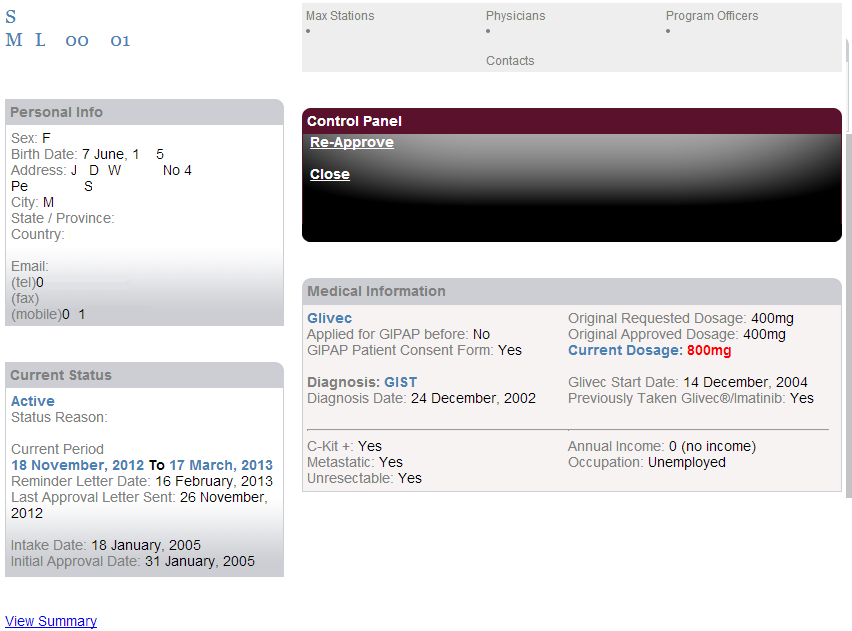 S
M L 00 01
Max Stations
Physicians
Program Officers
Contacts
Personal Info
Sex: F
Birth Date: 7 June, 1 5
Address: J D W No 4
Pe S
City: M
State / Province:
Country:
Email:
(tel)0
(fax)
(mobile)0 1
Current Status
Active
Status Reason:
Current Period
18 November, 2012 To 17 March, 2013
Reminder Letter Date: 16 February, 2013
Last Approval Letter Sent: 26 November,
2012
Intake Date: 18 January, 2005
Initial Approval Date: 31 January, 2005
View Summary
Control Panel
Re-Approve
Close
Medical Information
Glivec
Applied for GIPAP before: No
GIPAP Patient Consent Form: Yes
Diagnosis: GIST
Diagnosis Date: 24 December, 2002
Original Requested Dosage: 400mg
Original Approved Dosage: 400mg
Current Dosage: 800mg
Glivec Start Date: 14 December, 2004
Previously Taken Glivec®/Imatinib: Yes
C-Kit +: Yes
Metastatic: Yes
Unresectable: Yes
Annual Income: 0 (no income)
Occupation: Unemployed